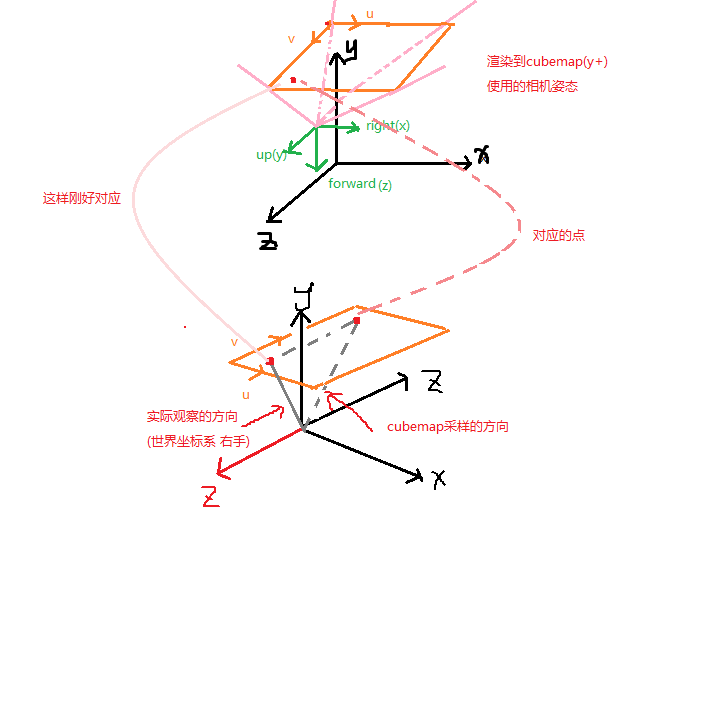 u
v
y
渲染到cubemap(y+)
使用的相机姿态
right(x)
x
up(y)
forward(z)
z
这样刚好对应
对应的点
y
v
u
z
实际观察的方向
(世界坐标系 右手)
cubemap采样的方向
x
z